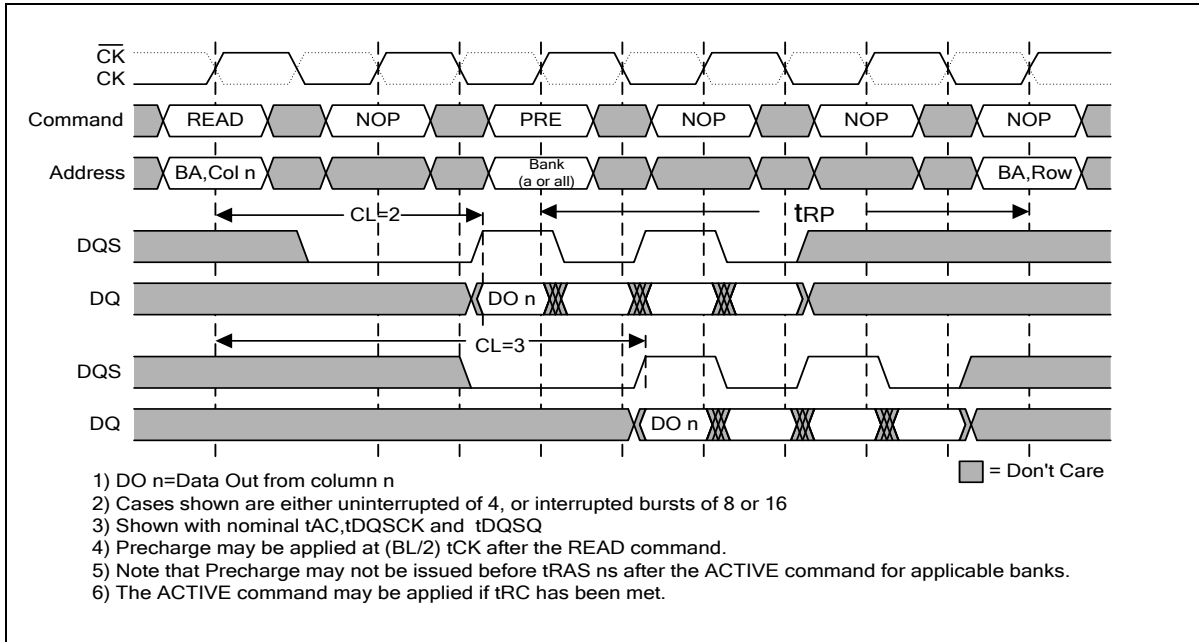 CK
CK
Command READ NOP PRE NOP NOP NOP
Address BA,Col n Bank (a or all) BA,Row
CL=2 tRP
DQS
DQ DO n
CL=3
DQS
DQ DO n
= Don't Care
1) DO n=Data Out from column n
2) Cases shown are either uninterrupted of 4, or interrupted bursts of 8 or 16
3) Shown with nominal tAC,tDQSCK and tDQSQ
4) Precharge may be applied at (BL/2) tCK after the READ command.
5) Note that Precharge may not be issued before tRAS ns after the ACTIVE command for applicable banks.
6) The ACTIVE command may be applied if tRC has been met.